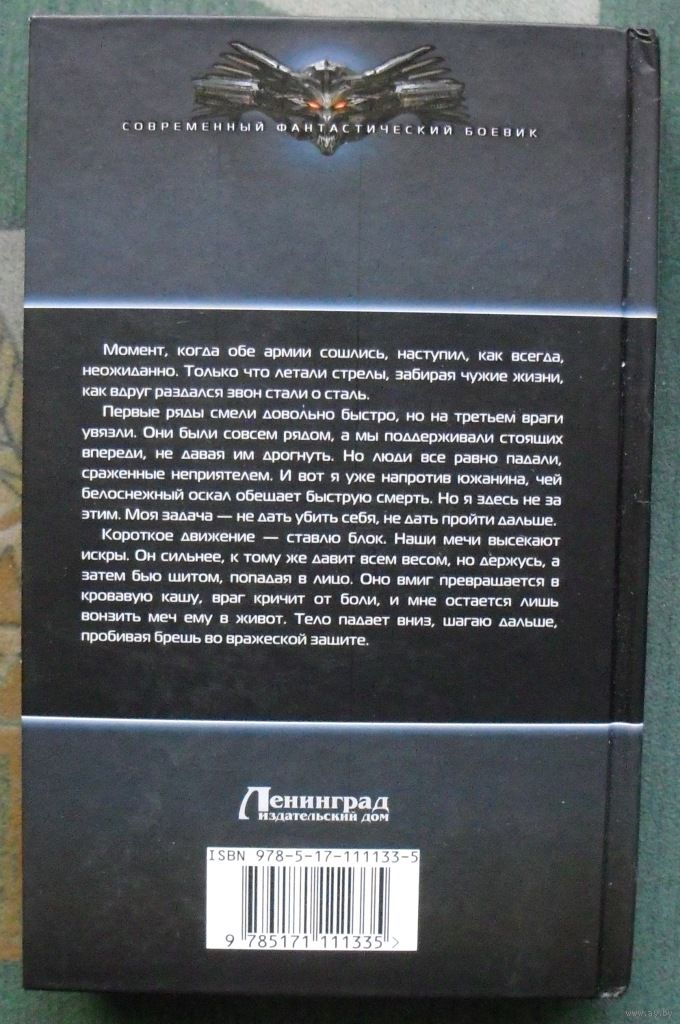 СОВРЕМЕННЫЙ ФАНТАСТИЧЕСКИЙ БОЕВИК
Момент, когда обе армии сошлись, наступил, как всегда,
неожиданно. Только что летали стрелы, забирая чужие жизни,
как вдруг раздался звон стали о сталь.
Первые ряды смели довольно быстро, но на третьем враги
увязли. Они были совсем рядом, а мы поддерживали стоящих
впереди, не давая им дрогнуть. Но люди все равно падали,
сраженные неприятелем. И вот я уже напротив южанина, чей
белоснежный оскал обещает быструю смерть. Но я здесь не за
этим. Моя задача — не дать убить себя, не дать пройти дальше.
Короткое движение — ставлю блок. Наши мечи высекают
искры. Он сильнее, к тому же давит всем весом, но держусь, а
затем бью щитом, попадая в лицо. Оно вмиг превращается в
кровавую кашу, враг кричит от боли, и мне остается лишь
вонзить меч ему в живот. Тело падает вниз, шагаю дальше,
пробивая брешь во вражеской защите.
Ленинград
издательский дом
ISBN 978-5-17-111133-5
9 785171 111335 >
www.ay.by